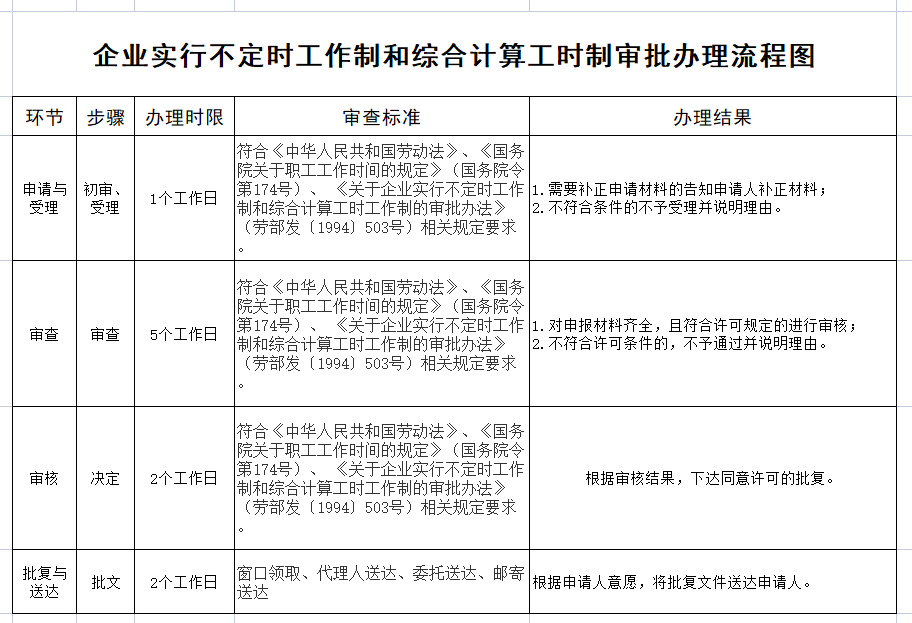 企业实行不定时工作制和综合计算工时制审批办理流程图
环节 步骤 办理时限 审查标准 办理结果
申请与
受理
初审、
受理
1个工作日
符合《中华人民共和国劳动法》、《国务
院关于职工工作时间的规定》（国务院令
第174号）、《关于企业实行不定时工作
制和综合计算工时工作制的审批办法》
（劳部发〔1994〕503号）相关规定要求
。
1.需要补正申请材料的告知申请人补正材料；
2.不符合条件的不予受理并说明理由。
审查
审查
5个工作日
符合《中华人民共和国劳动法》、《国务
院关于职工工作时间的规定》（国务院令
第174号）、《关于企业实行不定时工作
制和综合计算工时工作制的审批办法》
（劳部发〔1994〕503号）相关规定要求
。
1.对申报材料齐全，且符合许可规定的进行审核；
2.不符合许可条件的，不予通过并说明理由。
审核
决定
2个工作日
符合《中华人民共和国劳动法》、《国务
院关于职工工作时间的规定》（国务院令
第174号）、《关于企业实行不定时工作
制和综合计算工时工作制的审批办法》
（劳部发〔1994〕503号）相关规定要求
。
根据审核结果，下达同意许可的批复。
批复与
送达
批文
2个工作日
窗口领取、代理人送达、委托送达、邮寄
送达
根据申请人意愿，将批复文件送达申请人。